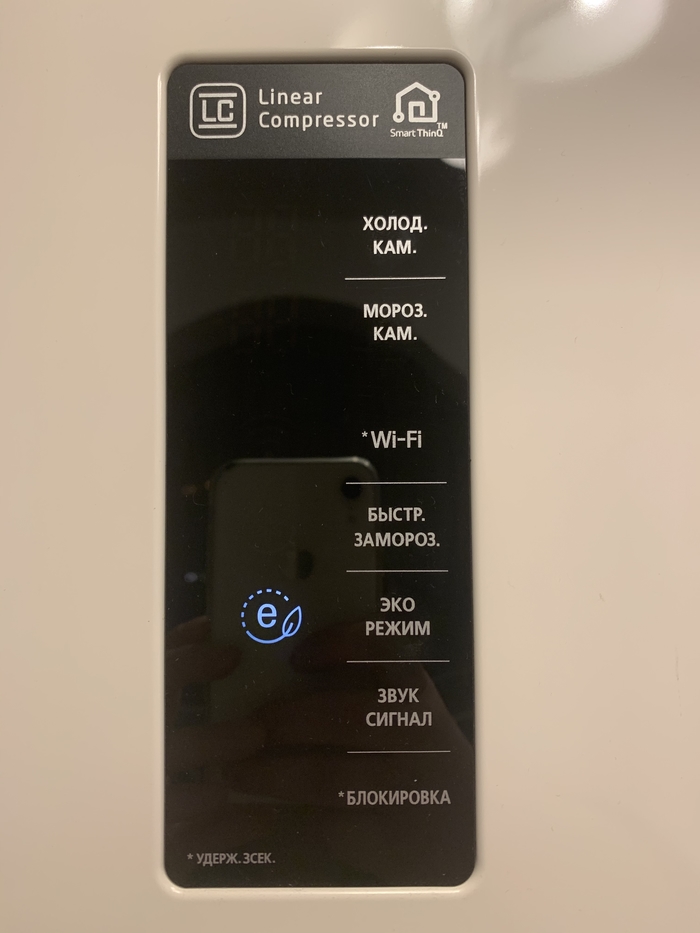 LC
Linear
Compressor
Smart ThinQ™
ХОЛОД.
КАМ.
МОРОЗ.
КАМ.
*Wi-Fi
БЫСТР.
ЗАМОРОЗ.
e
ЭКО
РЕЖИМ
ЗВУК
СИГНАЛ
*БЛОКИРОВКА
* УДЕРЖ.3СЕК.